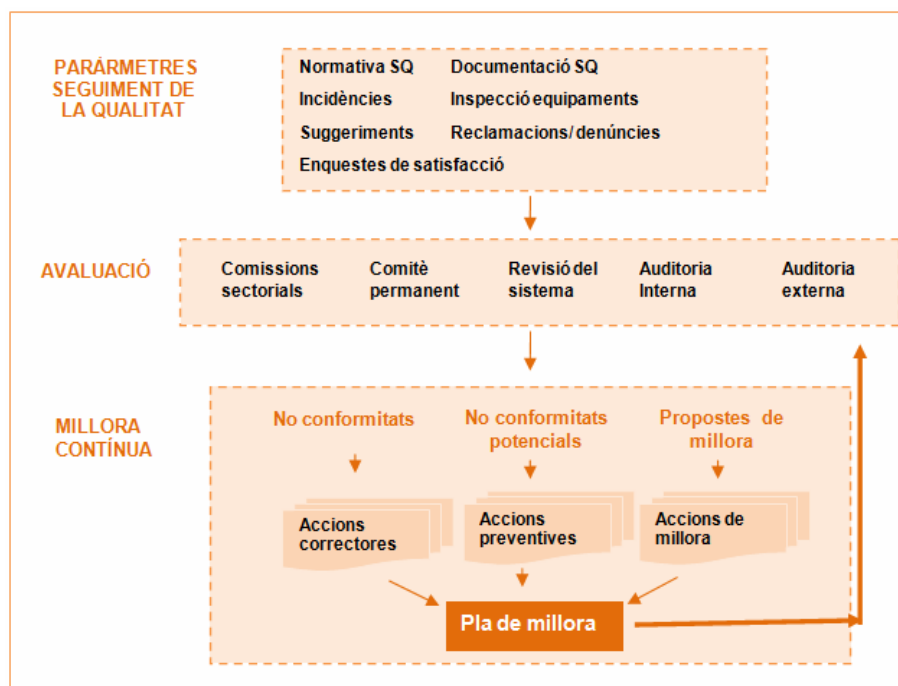 PARÀRMETRES
SEGUIMENT DE
LA QUALITAT
Normativa SQ Documentació SQ
Incidències Inspecció equipaments
Suggeriments Reclamacions/ denúncies
Enquestes de satisfacció
AVALUACIÓ
Comissions
sectorials
Comitè
permanent
Revisió del
sistema
Auditoria
Interna
Auditoria
externa
MILLORA
CONTÍNUA
No conformitats
No conformitats
potencials
Propostes de
millora
Accions
correctores
Accions
preventives
Accions de
millora
Pla de millora